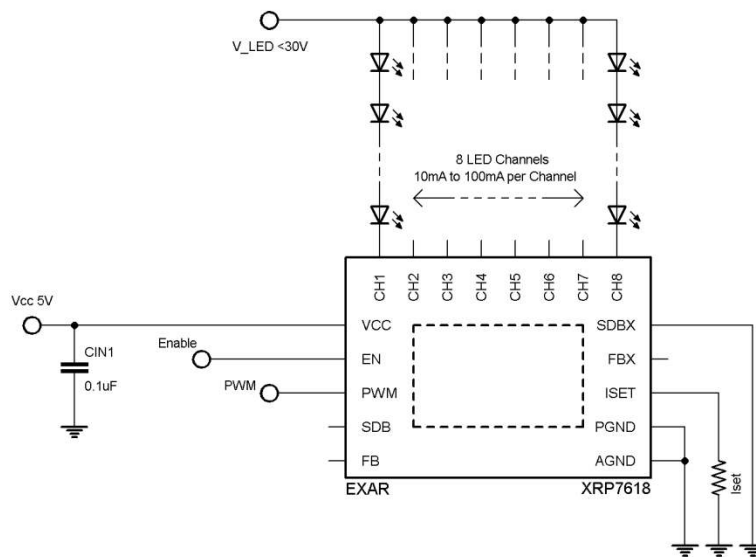 V_LED <30V
8 LED Channels
10mA to 100mA per Channel
CH1 CH2 CH3 CH4 CH5 CH6 CH7 CH8
Vcc 5V
CIN1
0.1uF
Enable
PWM
VCC
EN
PWM
SDB
FB
SDBX
FBX
ISET
PGND
AGND
EXAR
XRP7618
Iset